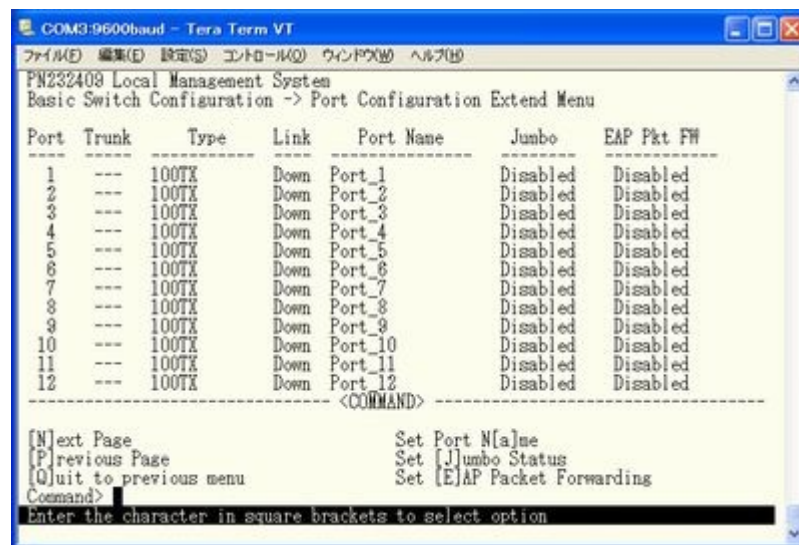 COM3:9600baud - Tera Term VT
ファイル(F) 編集(E) 設定(S) コントロール(O) ウィンドウ(W) ヘルプ(H)
PN232409 Local Management System
Basic Switch Configuration -> Port Configuration Extend Menu
Port Trunk Type Link Port Name Jumbo EAP Pkt FW
---- ----- ------------ ---- --------------- -------- ------------
1 --- 100TX Down Port_1 Disabled Disabled
2 --- 100TX Down Port_2 Disabled Disabled
3 --- 100TX Down Port_3 Disabled Disabled
4 --- 100TX Down Port_4 Disabled Disabled
5 --- 100TX Down Port_5 Disabled Disabled
6 --- 100TX Down Port_6 Disabled Disabled
7 --- 100TX Down Port_7 Disabled Disabled
8 --- 100TX Down Port_8 Disabled Disabled
9 --- 100TX Down Port_9 Disabled Disabled
10 --- 100TX Down Port_10 Disabled Disabled
11 --- 100TX Down Port_11 Disabled Disabled
12 --- 100TX Down Port_12 Disabled Disabled
----------------------------------- <COMMAND> -----------------------------------
[N]ext Page Set Port N[a]me
[P]revious Page Set [J]umbo Status
[Q]uit to previous menu Set [E]AP Packet Forwarding
Command>
Enter the character in square brackets to select option